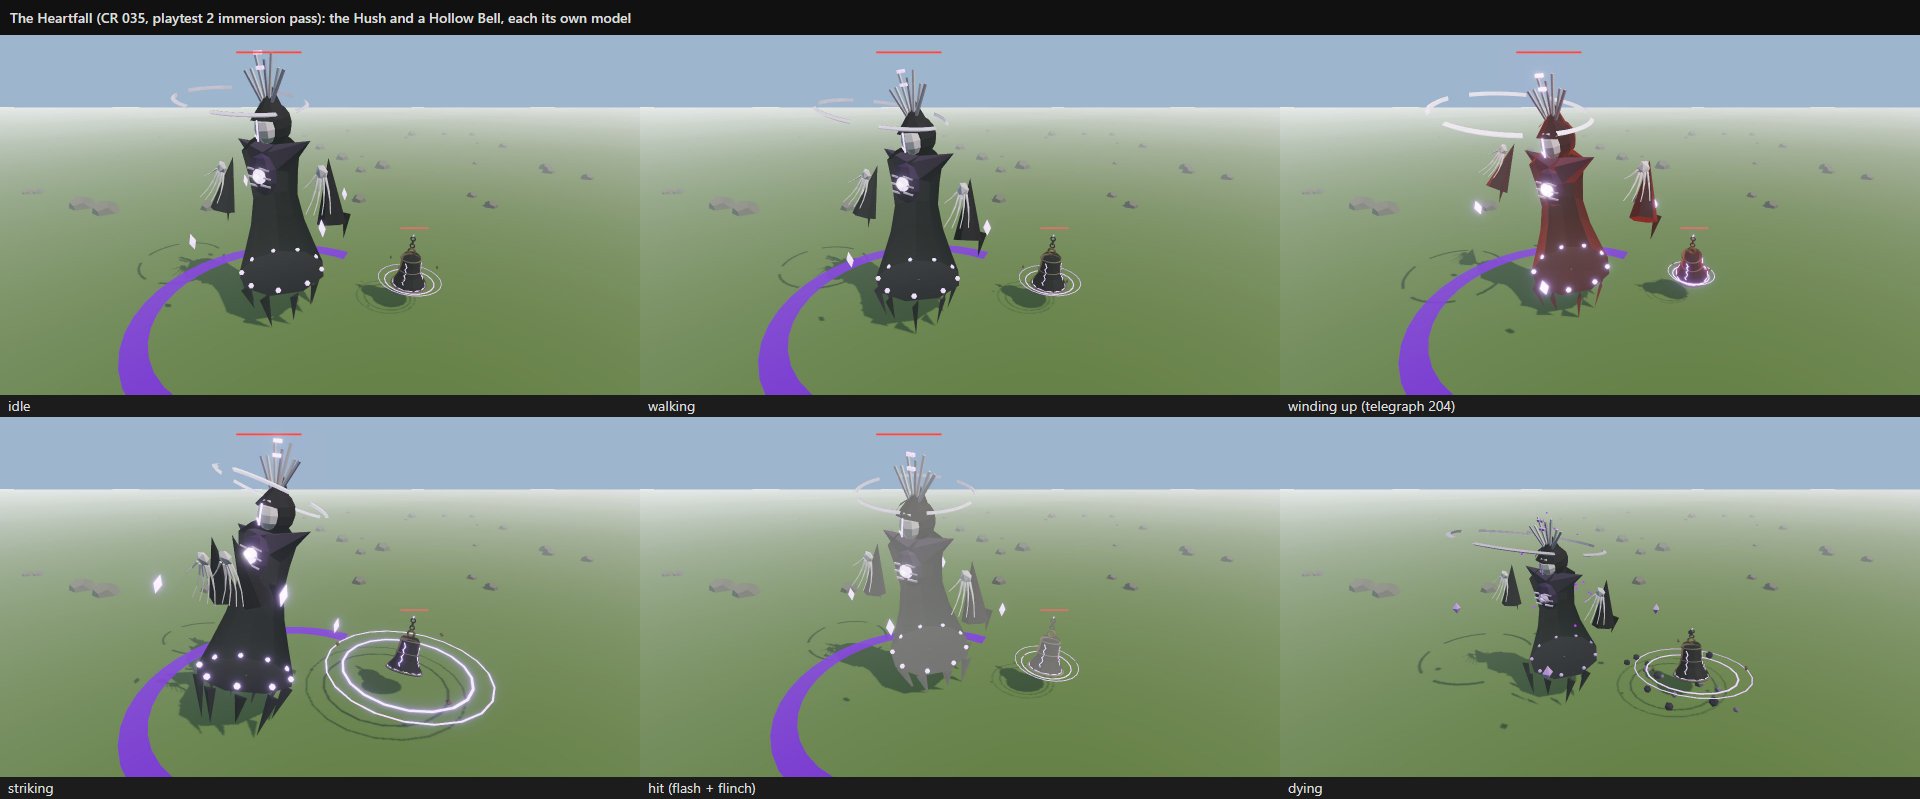 The Heartfall (CR 035, playtest 2 immersion pass): the Hush and a Hollow Bell, each its own model
idle
walking
winding up (telegraph 204)
striking
hit (flash + flinch)
dying